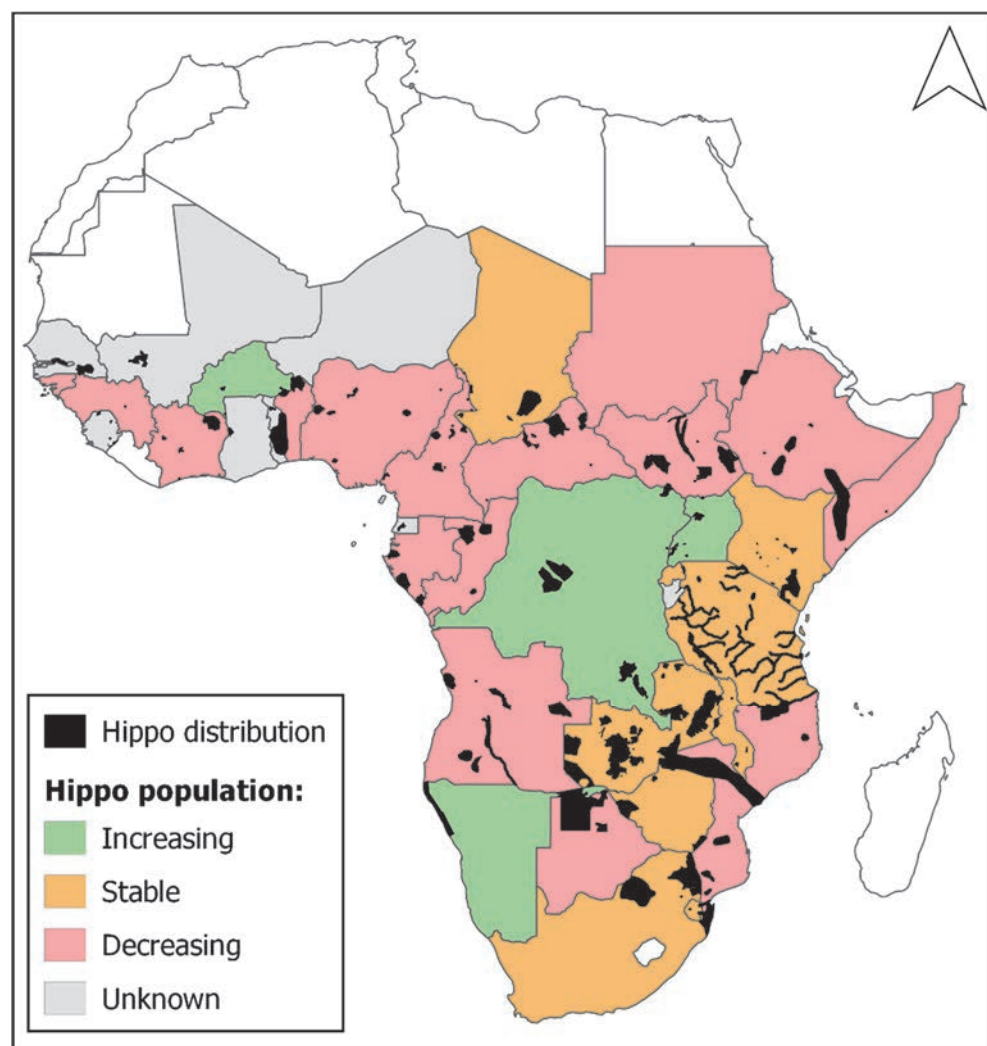 Hippo distribution
Hippo population:
Increasing
Stable
Decreasing
Unknown